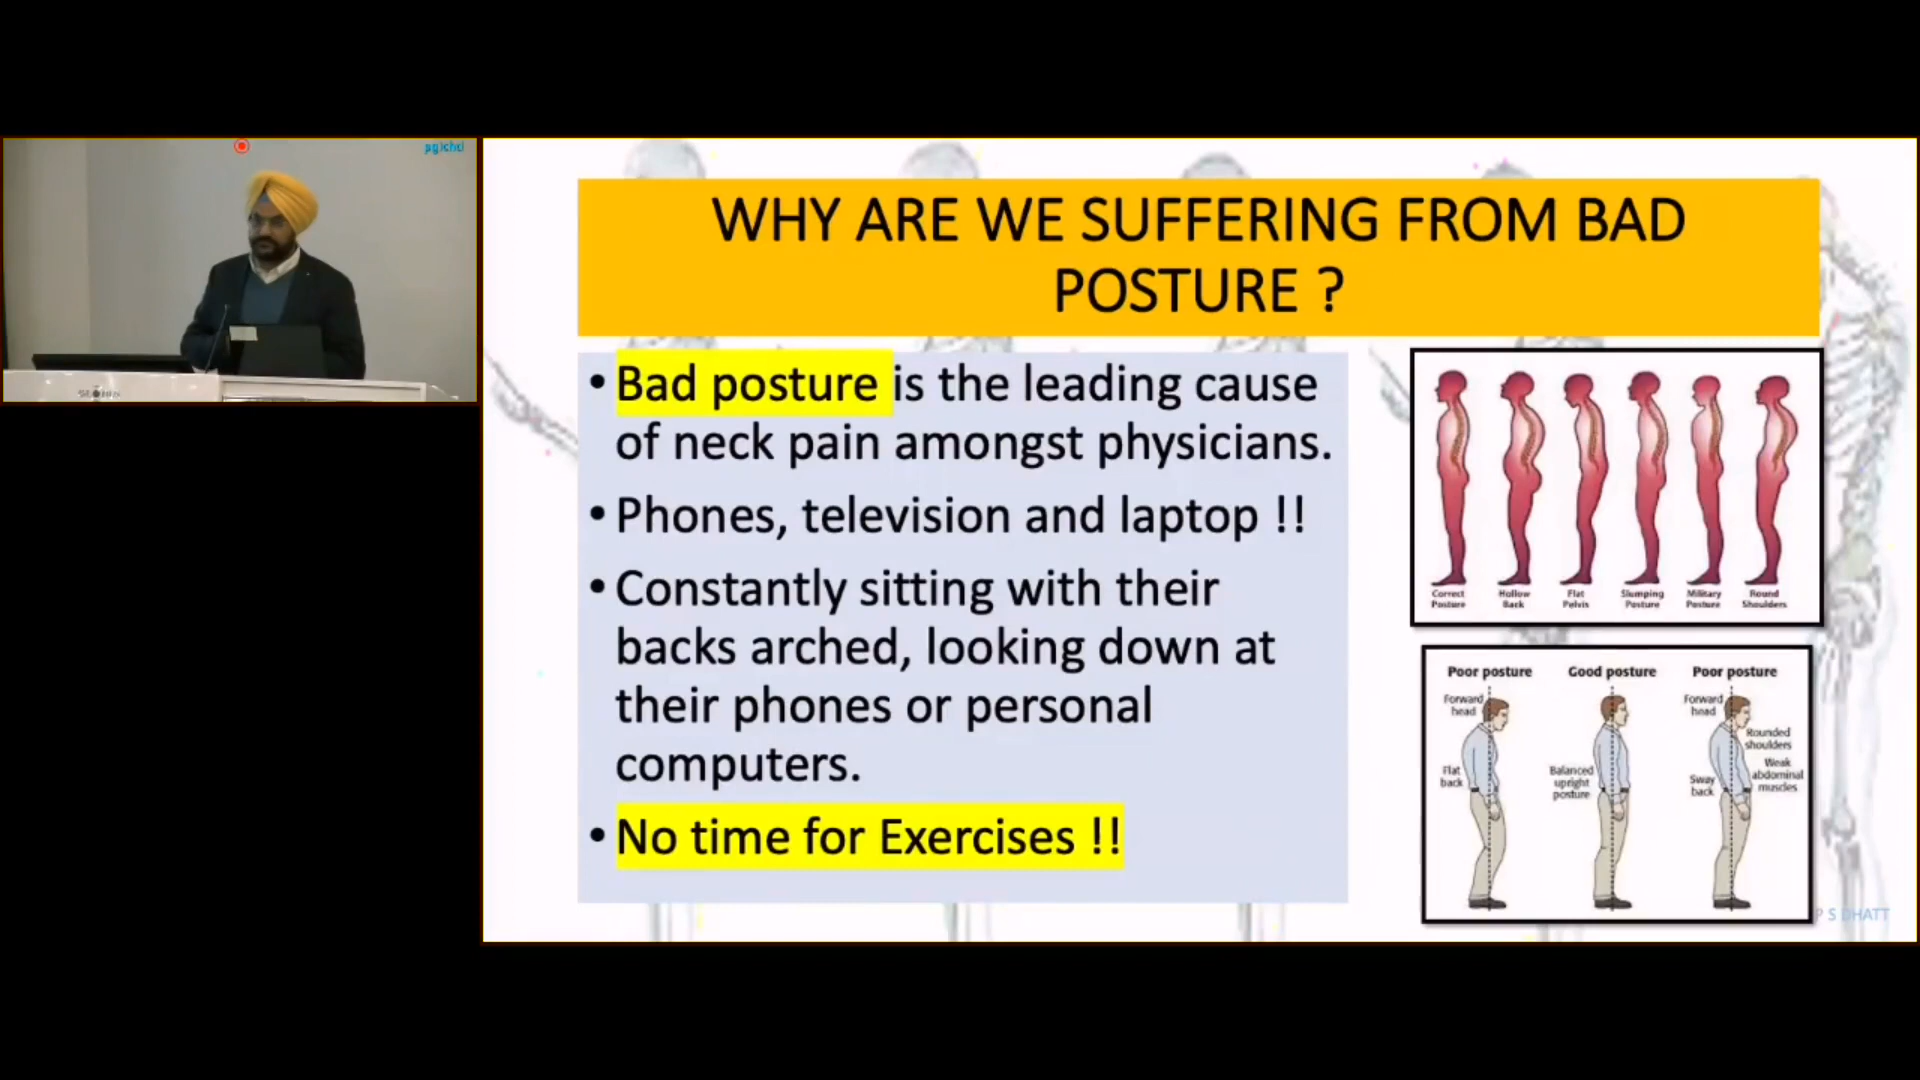 pgichd
WHY ARE WE SUFFERING FROM BAD
POSTURE ?
• Bad posture is the leading cause
of neck pain amongst physicians.
• Phones, television and laptop !!
• Constantly sitting with their
backs arched, looking down at
their phones or personal
computers.
• No time for Exercises !!
Correct
Posture
Hollow
Back
Flat
Pelvis
Slumping
Posture
Military
Posture
Round
Shoulders
Poor posture
Good posture
Poor posture
Forward
head
Flat
back
Balanced
upright
posture
Forward
head
Rounded
shoulders
Sway
back
Weak
abdominal
muscles
P S DHATT